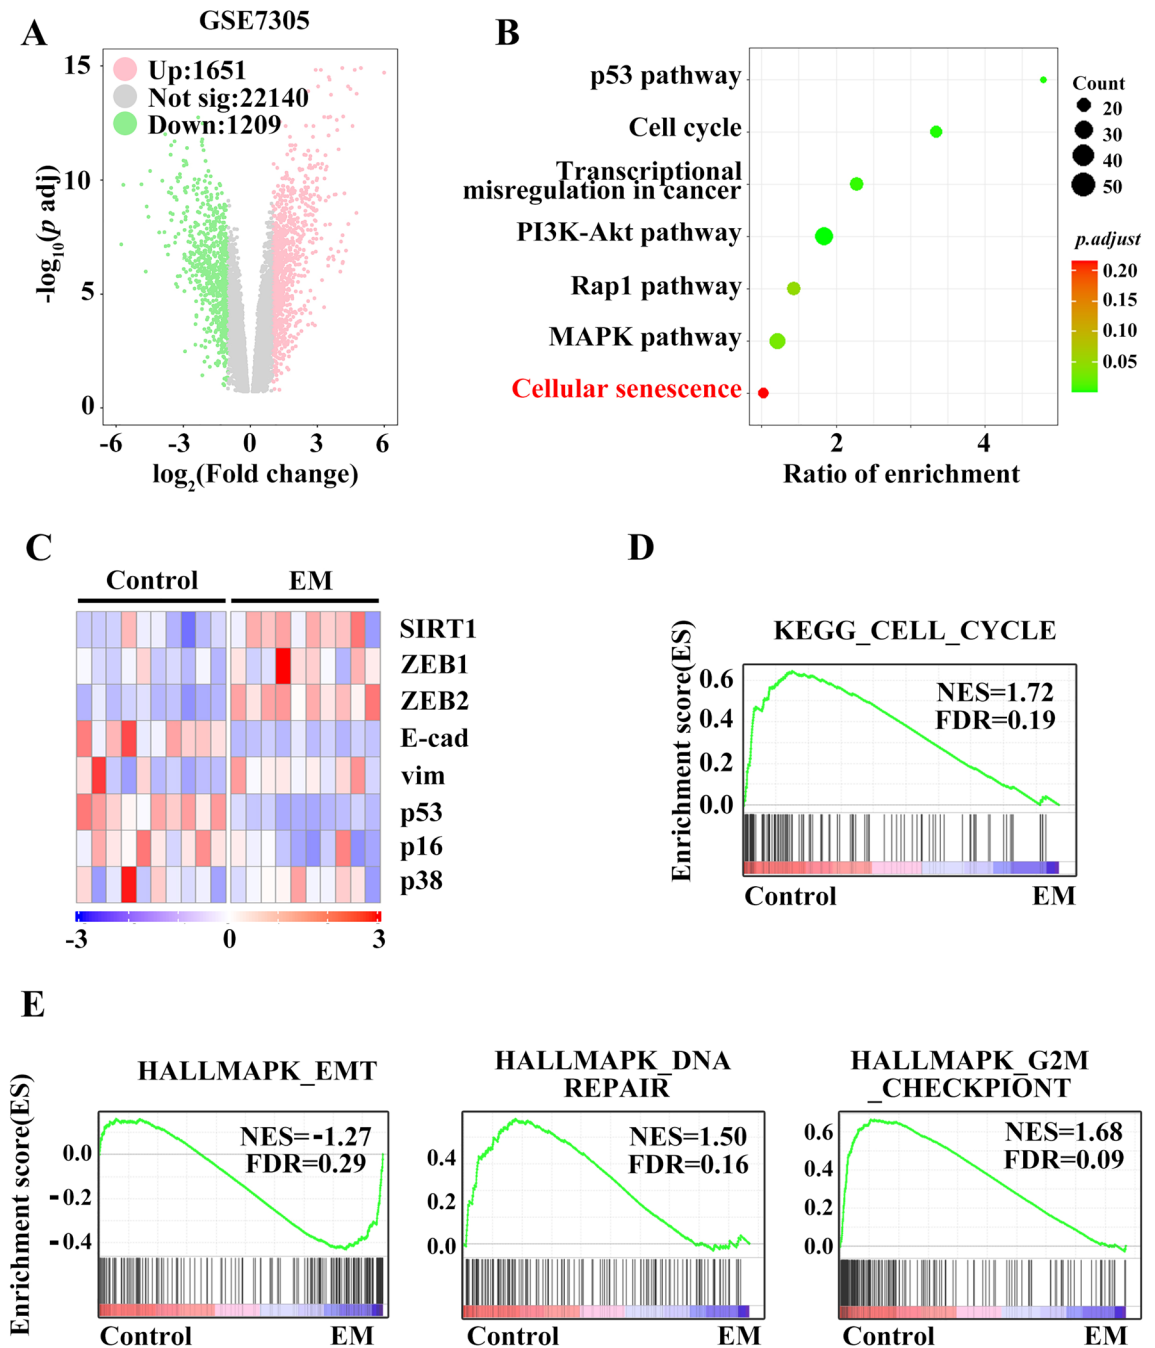 A
GSE7305
Up:1651
Not sig:22140
Down:1209
15
10
5
0
-log10(p adj)
-6 -3 0 3 6
log2(Fold change)
B
p53 pathway
Cell cycle
Transcriptional
misregulation in cancer
PI3K-Akt pathway
Rap1 pathway
MAPK pathway
Cellular senescence
2 4
Ratio of enrichment
Count
20
30
40
50
p.adjust
0.20
0.15
0.10
0.05
C
Control EM
SIRT1
ZEB1
ZEB2
E-cad
vim
p53
p16
p38
-3 0 3
D
KEGG_CELL_CYCLE
Enrichment score(ES)
0.6
0.4
0.2
0.0
NES=1.72
FDR=0.19
Control EM
E
HALLMAPK_EMT
Enrichment score(ES)
0.0
-0.2
-0.4
NES=-1.27
FDR=0.29
Control EM
HALLMAPK_DNA
REPAIR
0.4
0.2
0.0
NES=1.50
FDR=0.16
Control EM
HALLMAPK_G2M
_CHECKPIONT
0.6
0.4
0.2
0.0
NES=1.68
FDR=0.09
Control EM